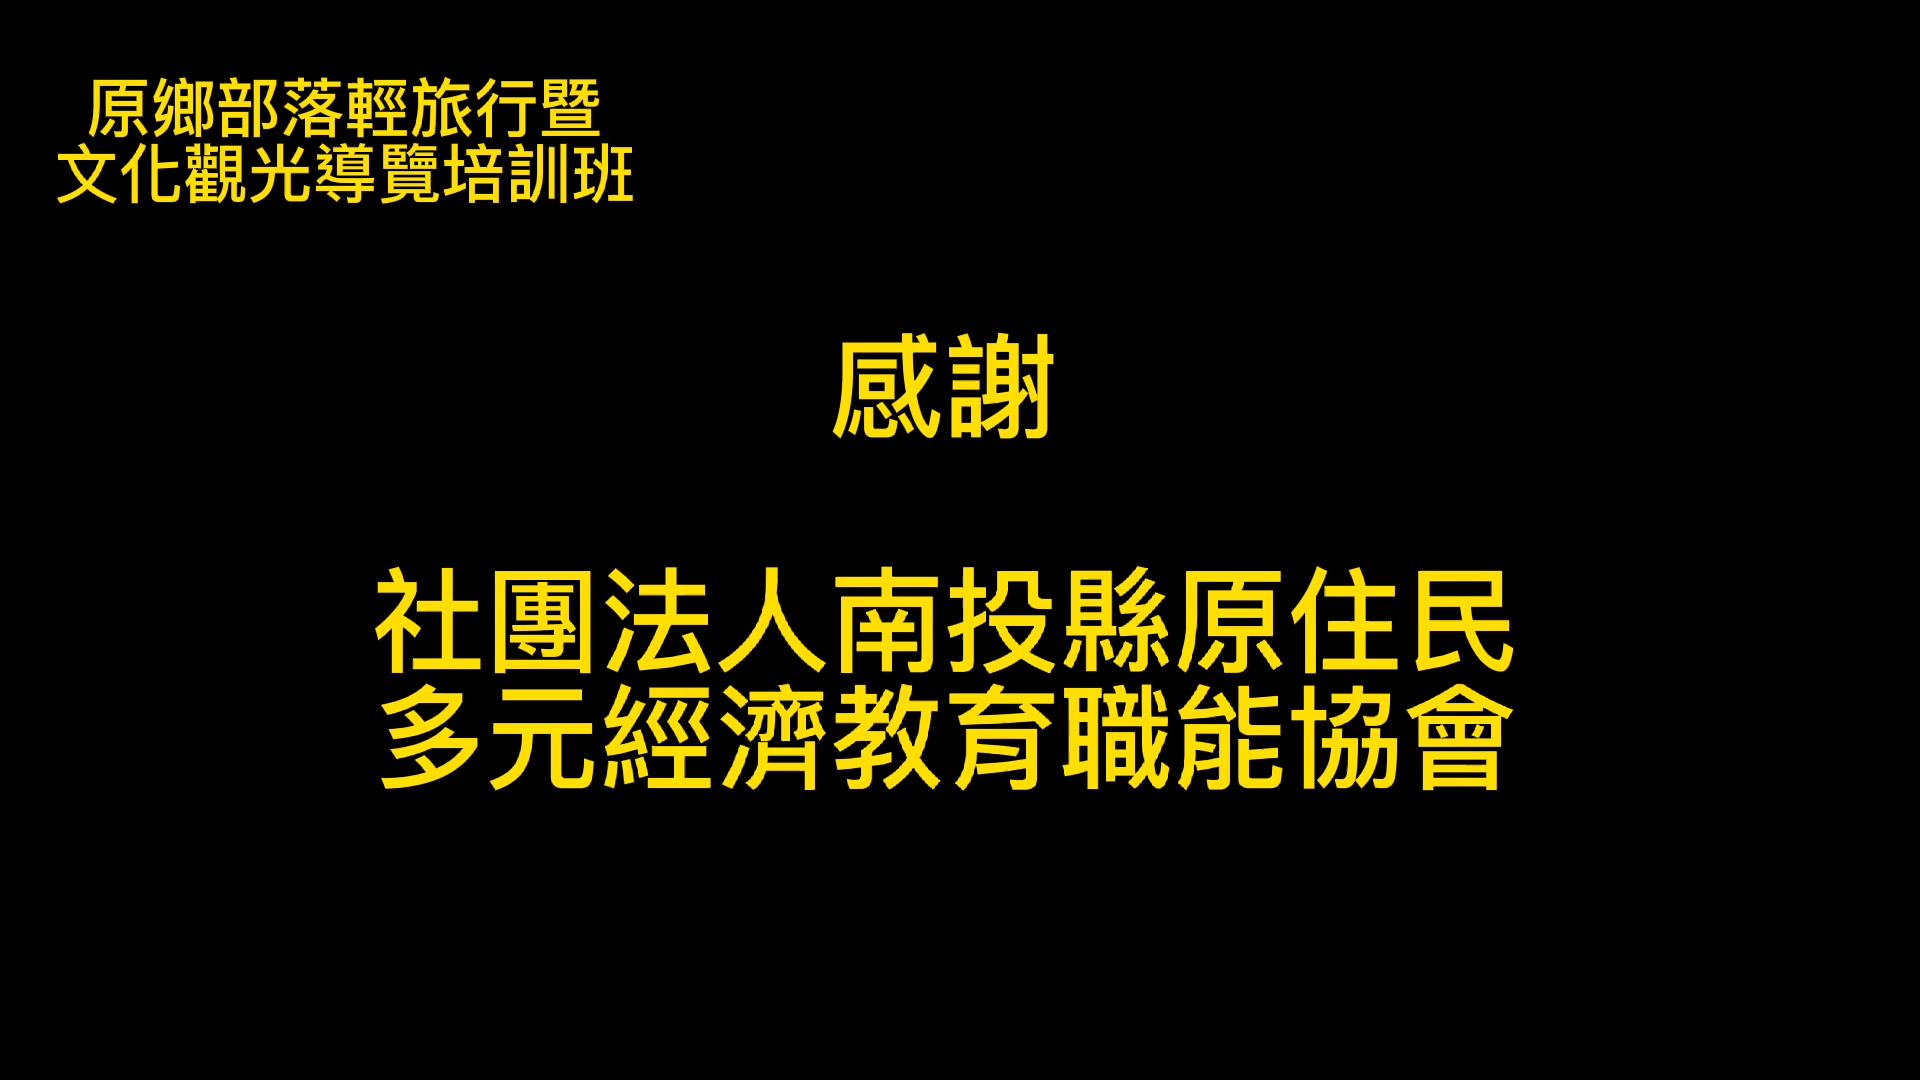 原鄉部落輕旅行暨
文化觀光導覽培訓班
感謝
社團法人南投縣原住民
多元經濟教育職能協會